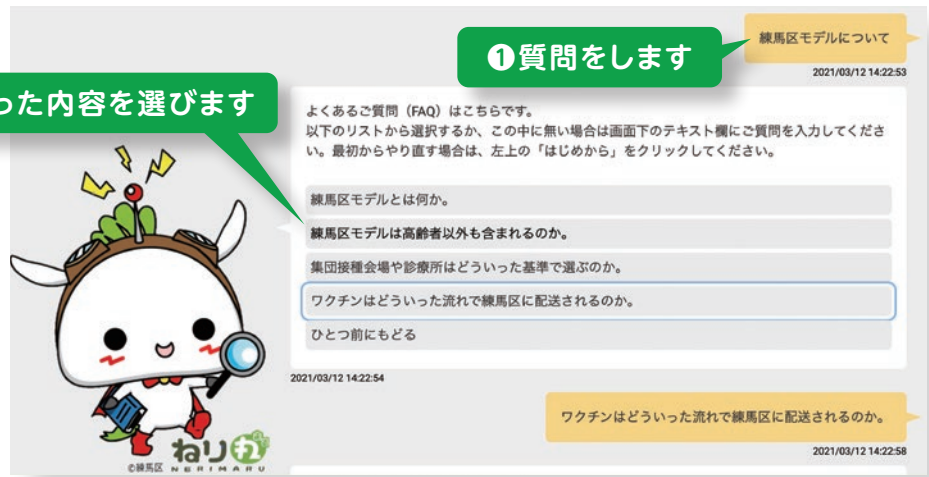 練馬区モデルについて
❶質問をします
2021/03/12 14:22:53
った内容を選びます
よくあるご質問（FAQ）はこちらです。
以下のリストから選択するか、この中に無い場合は画面下のテキスト欄にご質問を入力してくださ
い。最初からやり直す場合は、左上の「はじめから」をクリックしてください。
練馬区モデルとは何か。
練馬区モデルは高齢者以外も含まれるのか。
集団接種会場や診療所はどういった基準で選ぶのか。
ワクチンはどういった流れで練馬区に配送されるのか。
ひとつ前にもどる
2021/03/12 14:22:54
ワクチンはどういった流れで練馬区に配送されるのか。
2021/03/12 14:22:58
ねり丸
©練馬区 NERIMARU